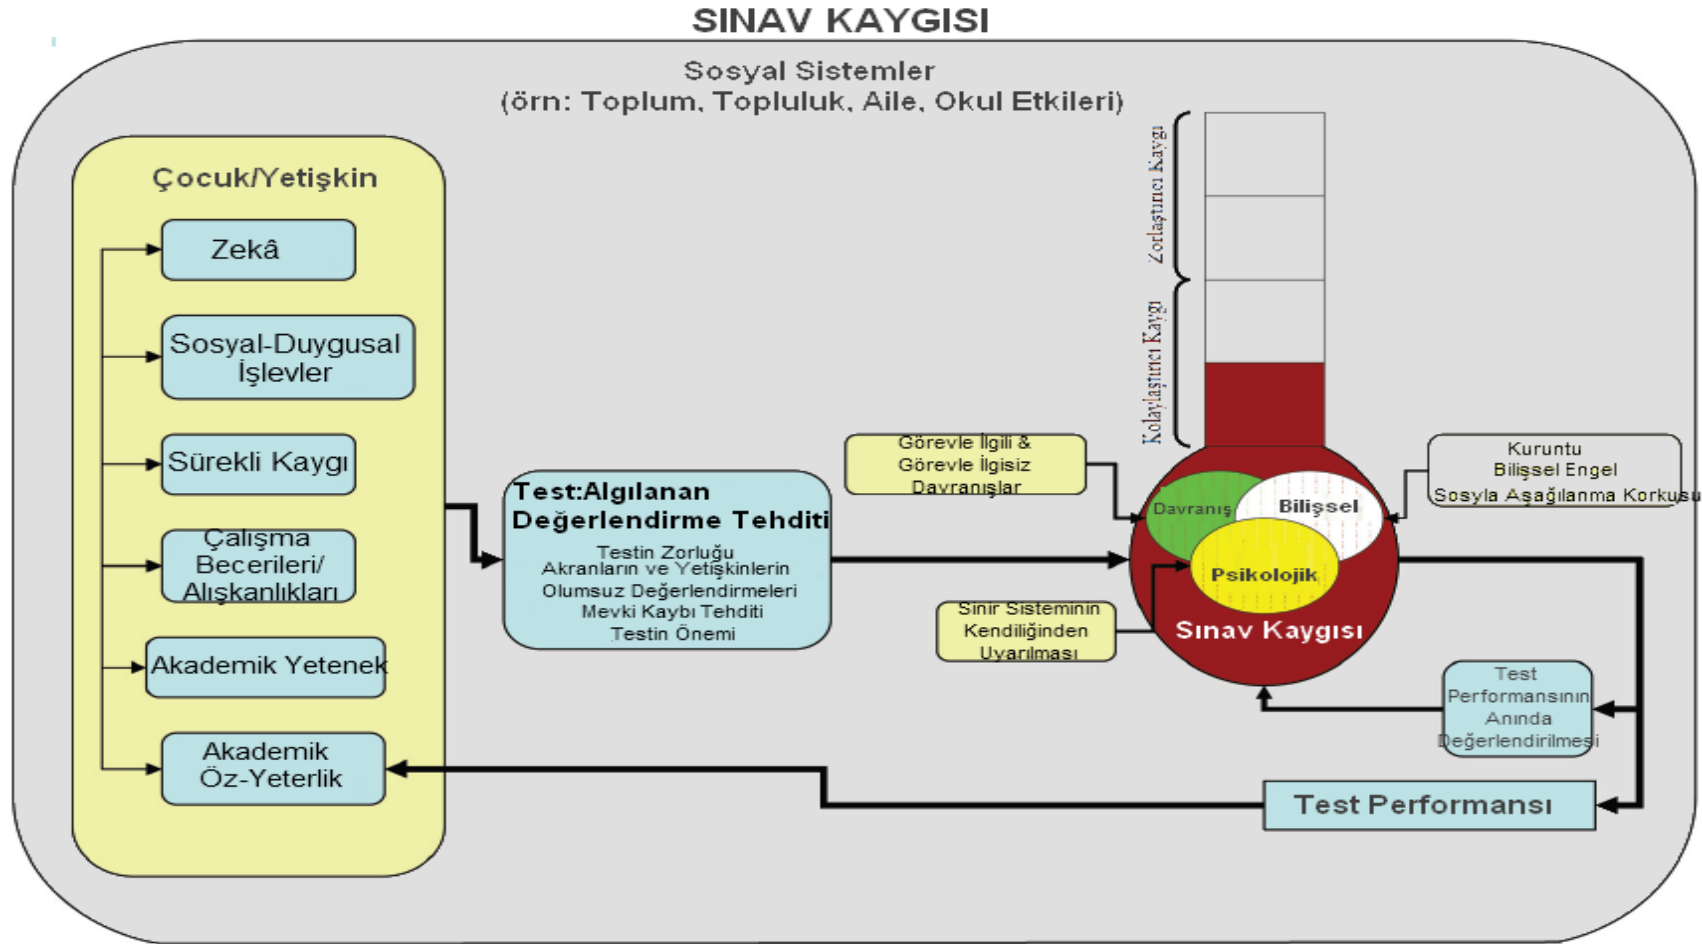 SINAV KAYGISI
Sosyal Sistemler
(örn: Toplum, Topluluk, Aile, Okul Etkileri)
Çocuk/Yetişkin
Zekâ
Sosyal-Duygusal
İşlevler
Sürekli Kaygı
Çalışma
Becerileri/
Alışkanlıkları
Akademik Yetenek
Akademik
Öz-Yeterlik
Test:Algılanan
Değerlendirme Tehditi
Testin Zorluğu
Akranların ve Yetişkinlerin
Olumsuz Değerlendirmeleri
Mevki Kaybı Tehditi
Testin Önemi
Zorlaştırıcı Kaygı
Kolaylaştırıcı Kaygı
Görevle İlgili &
Görevle İlgisiz
Davranışlar
Kuruntu
Bilişsel Engel
Sosyla Aşağılanma Korkusu
Davranış
Bilişsel
Psikolojik
Sınav Kaygısı
Sinir Sisteminin
Kendiliğinden
Uyarılması
Test
Performansının
Anında
Değerlendirilmesi
Test Performansı